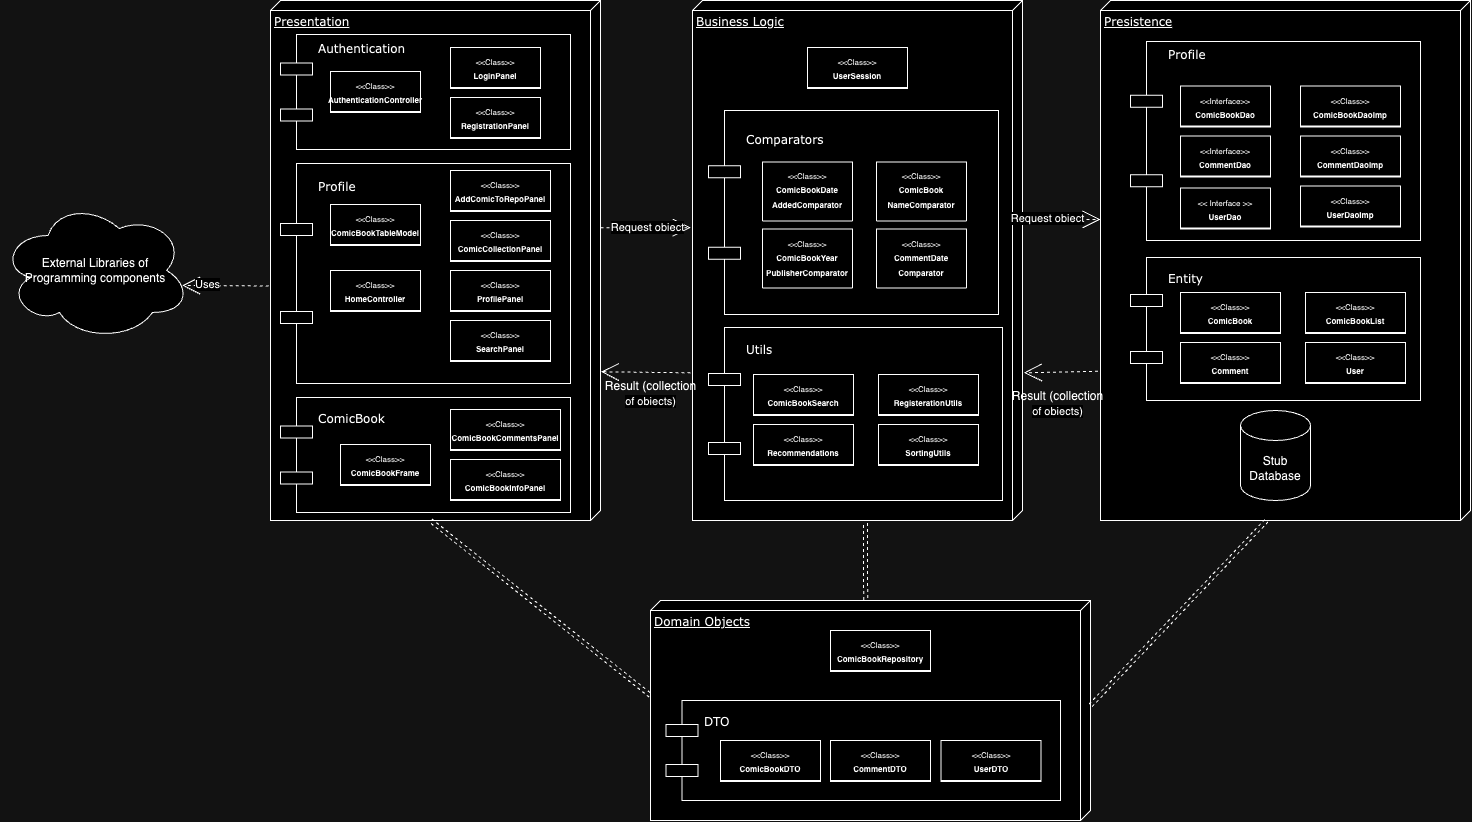 Presentation
Authentication
<<Class>>
AuthenticationController
<<Class>>
LoginPanel
<<Class>>
RegistrationPanel
Profile
<<Class>>
ComicBookTableModel
<<Class>>
HomeController
<<Class>>
AddComicToRepoPanel
<<Class>>
ComicCollectionPanel
<<Class>>
ProfilePanel
<<Class>>
SearchPanel
ComicBook
<<Class>>
ComicBookFrame
<<Class>>
ComicBookCommentsPanel
<<Class>>
ComicBookInfoPanel
External Libraries of
Programming components
Uses
Request object
Result (collection
of objects)
Business Logic
<<Class>>
UserSession
Comparators
<<Class>>
ComicBookDate
AddedComparator
<<Class>>
ComicBook
NameComparator
<<Class>>
ComicBookYear
PublisherComparator
<<Class>>
CommentDate
Comparator
Utils
<<Class>>
ComicBookSearch
<<Class>>
RegisterationUtils
<<Class>>
Recommendations
<<Class>>
SortingUtils
Request object
Result (collection
of objects)
Presistence
Profile
<<Interface>>
ComicBookDao
<<Class>>
ComicBookDaoImp
<<Interface>>
CommentDao
<<Class>>
CommentDaoImp
<< Interface >>
UserDao
<<Class>>
UserDaoImp
Entity
<<Class>>
ComicBook
<<Class>>
ComicBookList
<<Class>>
Comment
<<Class>>
User
Stub
Database
Domain Objects
<<Class>>
ComicBookRepository
DTO
<<Class>>
ComicBookDTO
<<Class>>
CommentDTO
<<Class>>
UserDTO